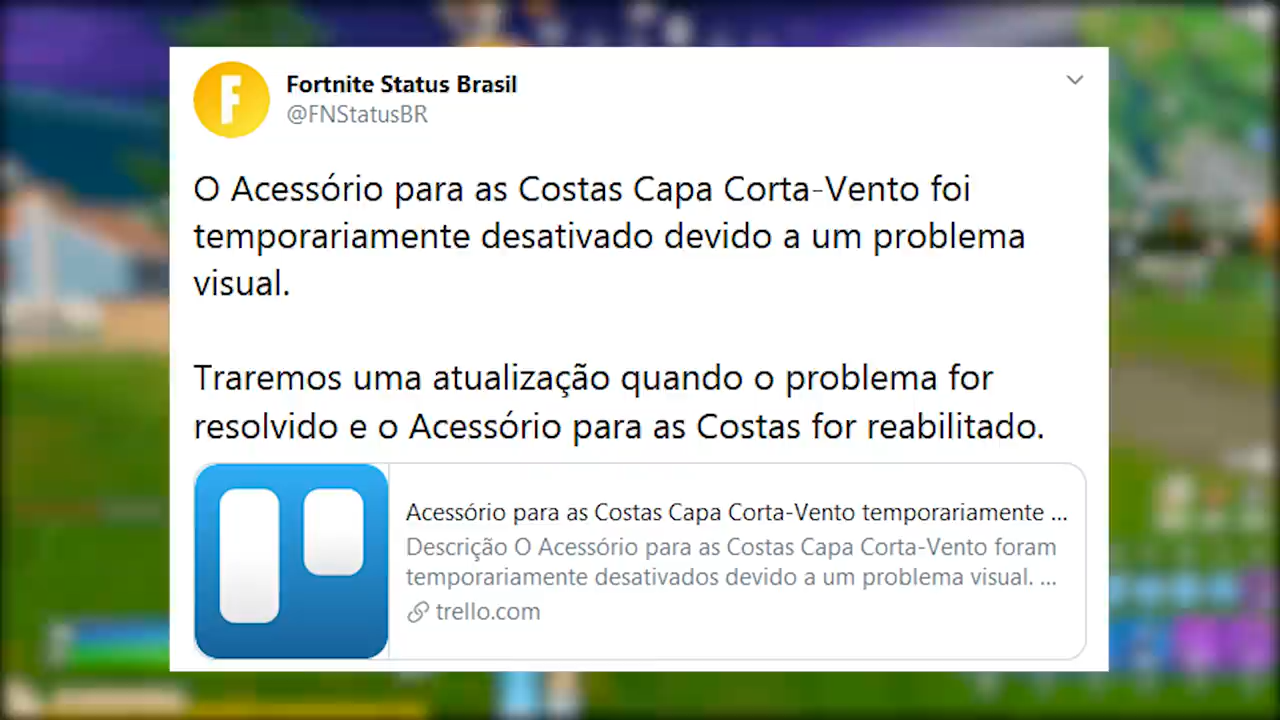 Fortnite Status Brasil
@FNStatusBR
O Acessório para as Costas Capa Corta-Vento foi
temporariamente desativado devido a um problema
visual.
Traremos uma atualização quando o problema for
resolvido e o Acessório para as Costas for reabilitado.
Acessório para as Costas Capa Corta-Vento temporariamente ...
Descrição O Acessório para as Costas Capa Corta-Vento foram
temporariamente desativados devido a um problema visual. ...
trello.com